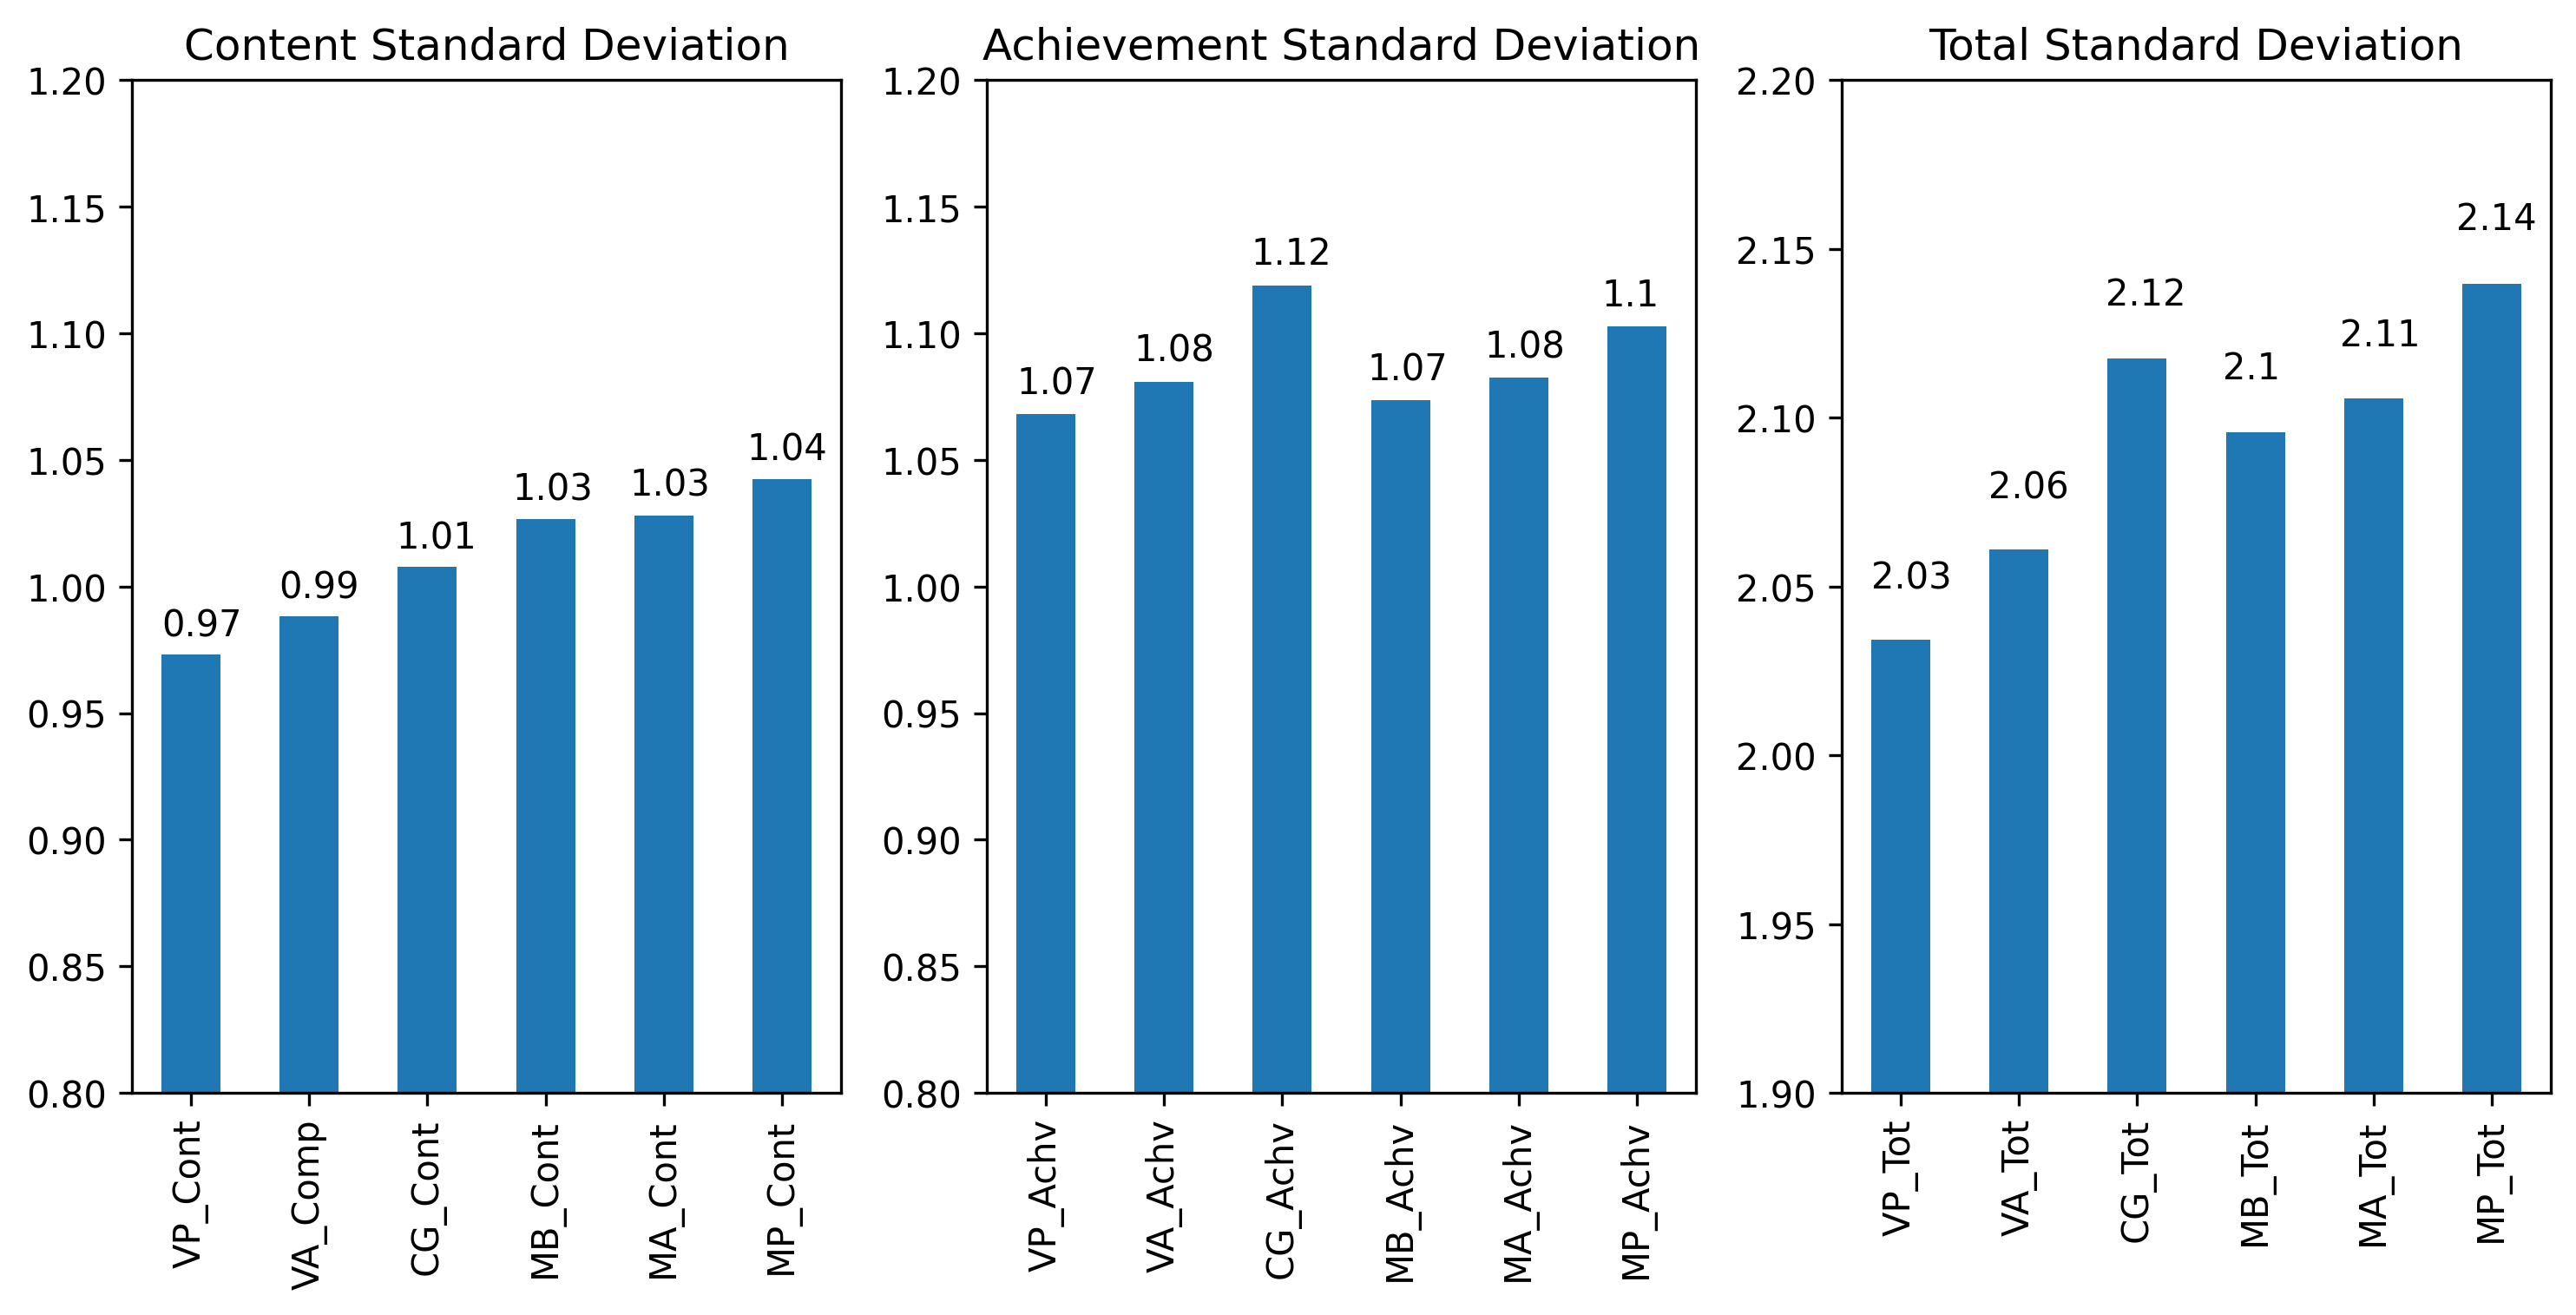 Content Standard Deviation
1.20
1.15
1.10
1.05
1.00
0.95
0.90
0.85
0.80
0.97
0.99
1.01
1.03
1.03
1.04
VP_Cont
VA_Comp
CG_Cont
MB_Cont
MA_Cont
MP_Cont
Achievement Standard Deviation
1.20
1.15
1.10
1.05
1.00
0.95
0.90
0.85
0.80
1.07
1.08
1.12
1.07
1.08
1.1
VP_Achv
VA_Achv
CG_Achv
MB_Achv
MA_Achv
MP_Achv
Total Standard Deviation
2.20
2.15
2.10
2.05
2.00
1.95
1.90
2.03
2.06
2.12
2.1
2.11
2.14
VP_Tot
VA_Tot
CG_Tot
MB_Tot
MA_Tot
MP_Tot